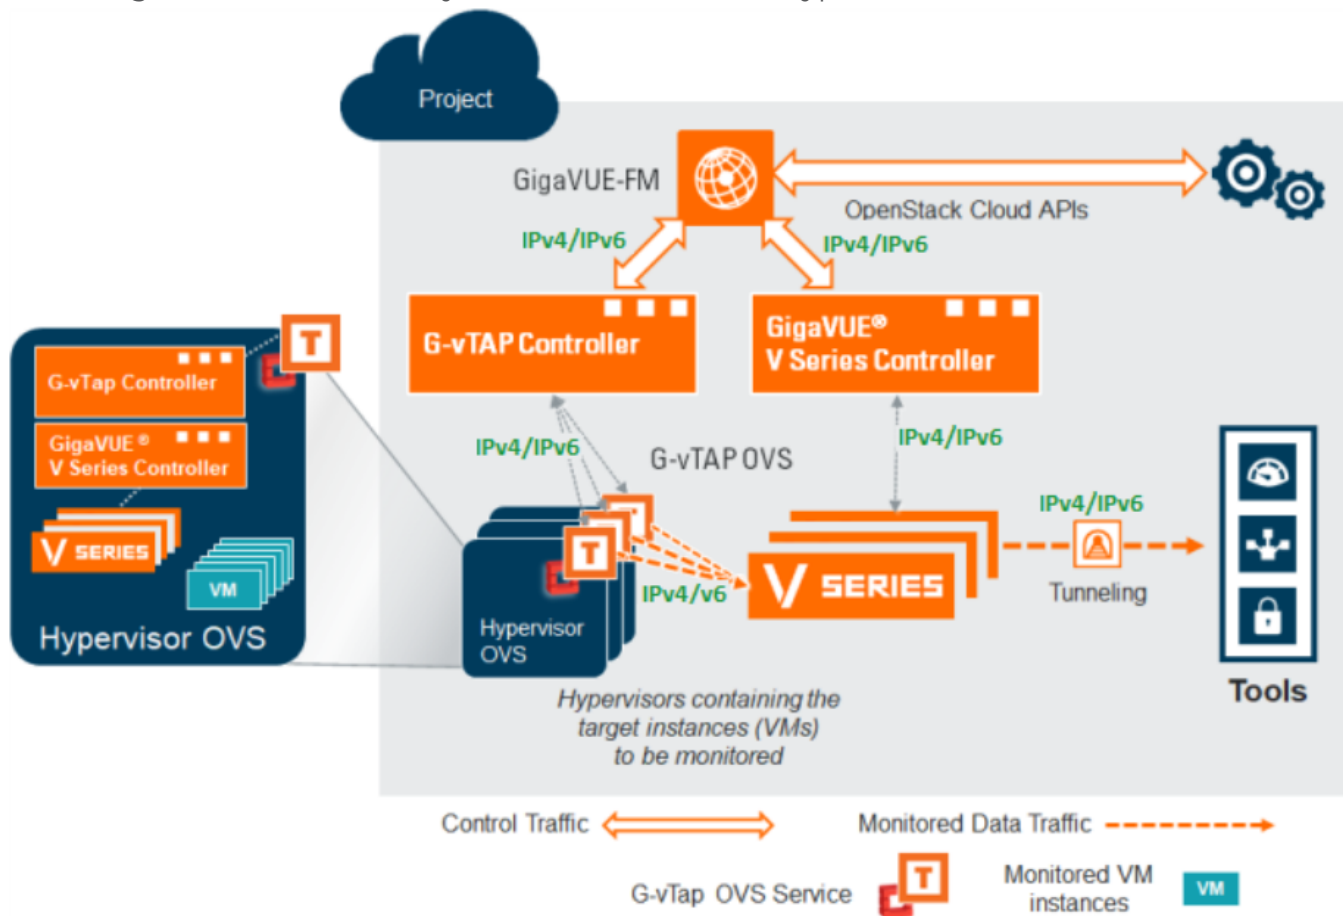 Project
GigaVUE-FM
OpenStack Cloud APIs
IPv4/IPv6
IPv4/IPv6
G-vTAP Controller
GigaVUE®
V Series Controller
T
G-vTap Controller
GigaVUE ®
V Series Controller
V SERIES
VM
Hypervisor OVS
IPv4/IPv6
G-vTAP OVS
IPv4/IPv6
IPv4/IPv6
T
IPv4/v6
V SERIES
Tunneling
Hypervisor
OVS
Tools
Hypervisors containing the
target instances (VMs)
to be monitored
Control Traffic
Monitored Data Traffic
G-vTap OVS Service
T
Monitored VM
instances
VM